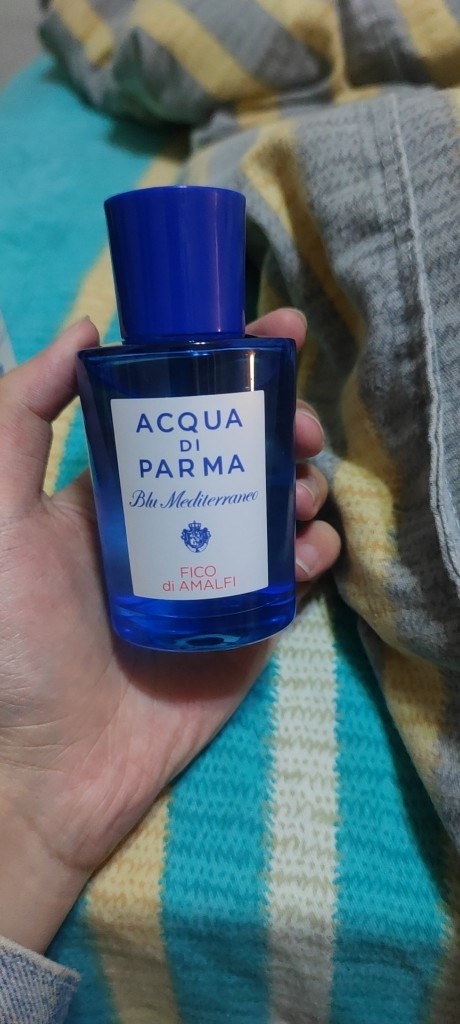 ACQUA
DI
PARMA
Blu Mediterraneo
FICO
di AMALFI